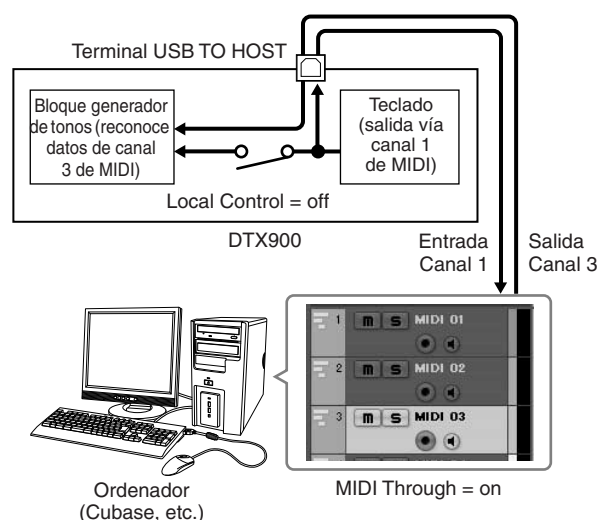 Terminal USB TO HOST
Bloque generador
de tonos (reconoce
datos de canal
3 de MIDI)
Teclado
(salida vía
canal 1
de MIDI)
Local Control = off
DTX900
Entrada
Canal 1
Salida
Canal 3
1 m S MIDI 01
2 m S MIDI 02
3 m S MIDI 03
Ordenador
(Cubase, etc.)
MIDI Through = on